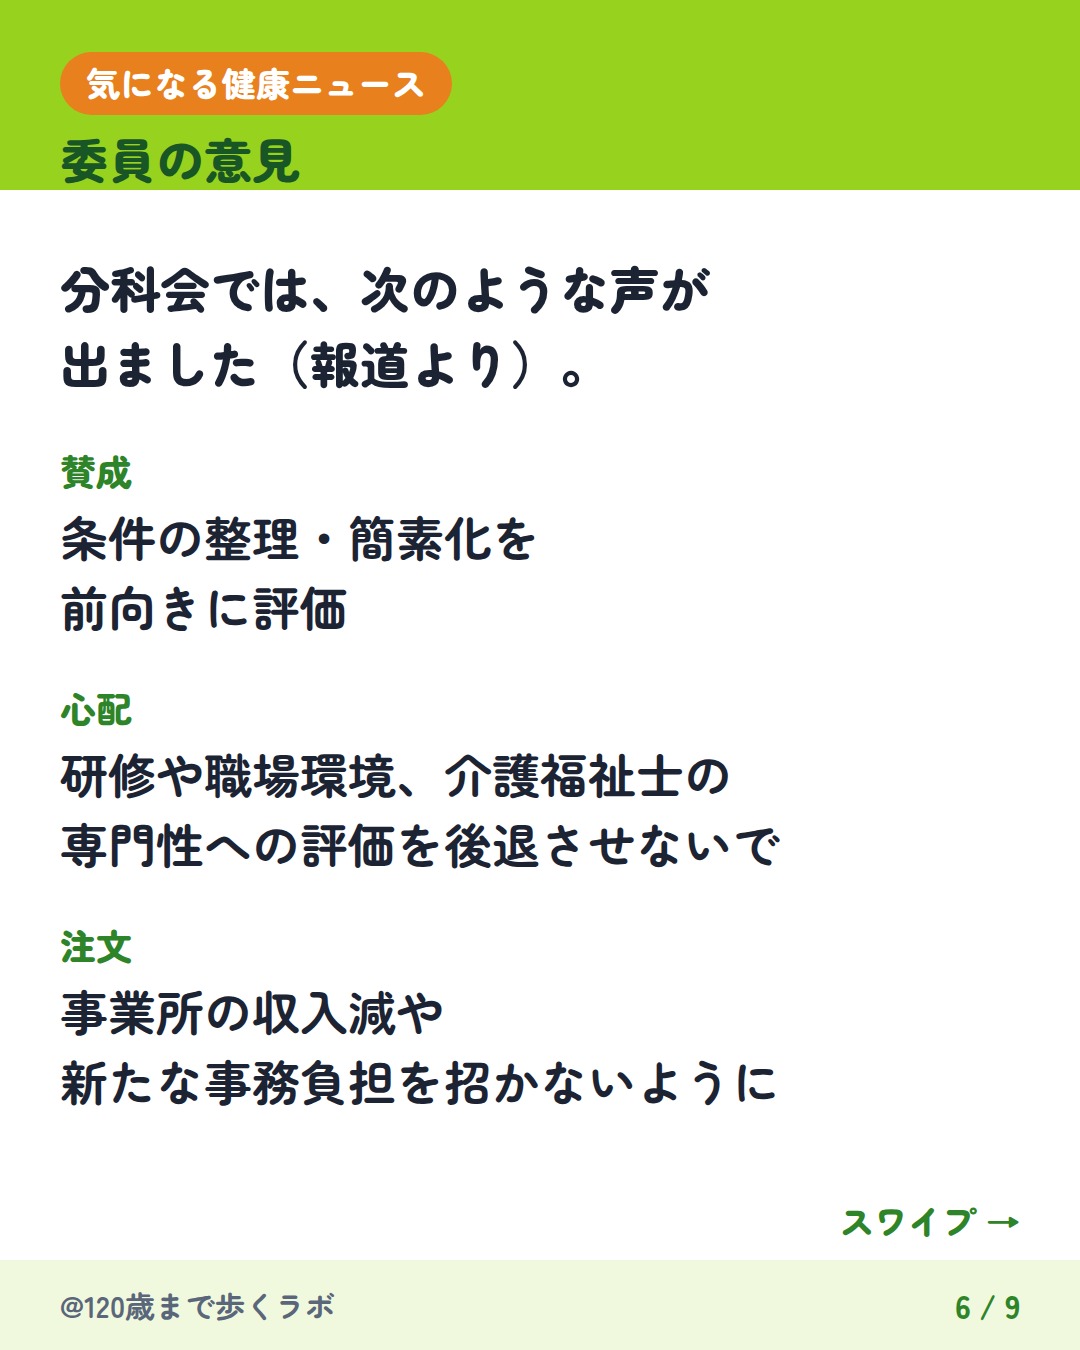 気になる健康ニュース
委員の意見
分科会では、次のような声が
出ました（報道より）。
賛成
条件の整理・簡素化を
前向きに評価
心配
研修や職場環境、介護福祉士の
専門性への評価を後退させないで
注文
事業所の収入減や
新たな事務負担を招かないように
スワイプ →
@120歳まで歩くラボ
6 / 9